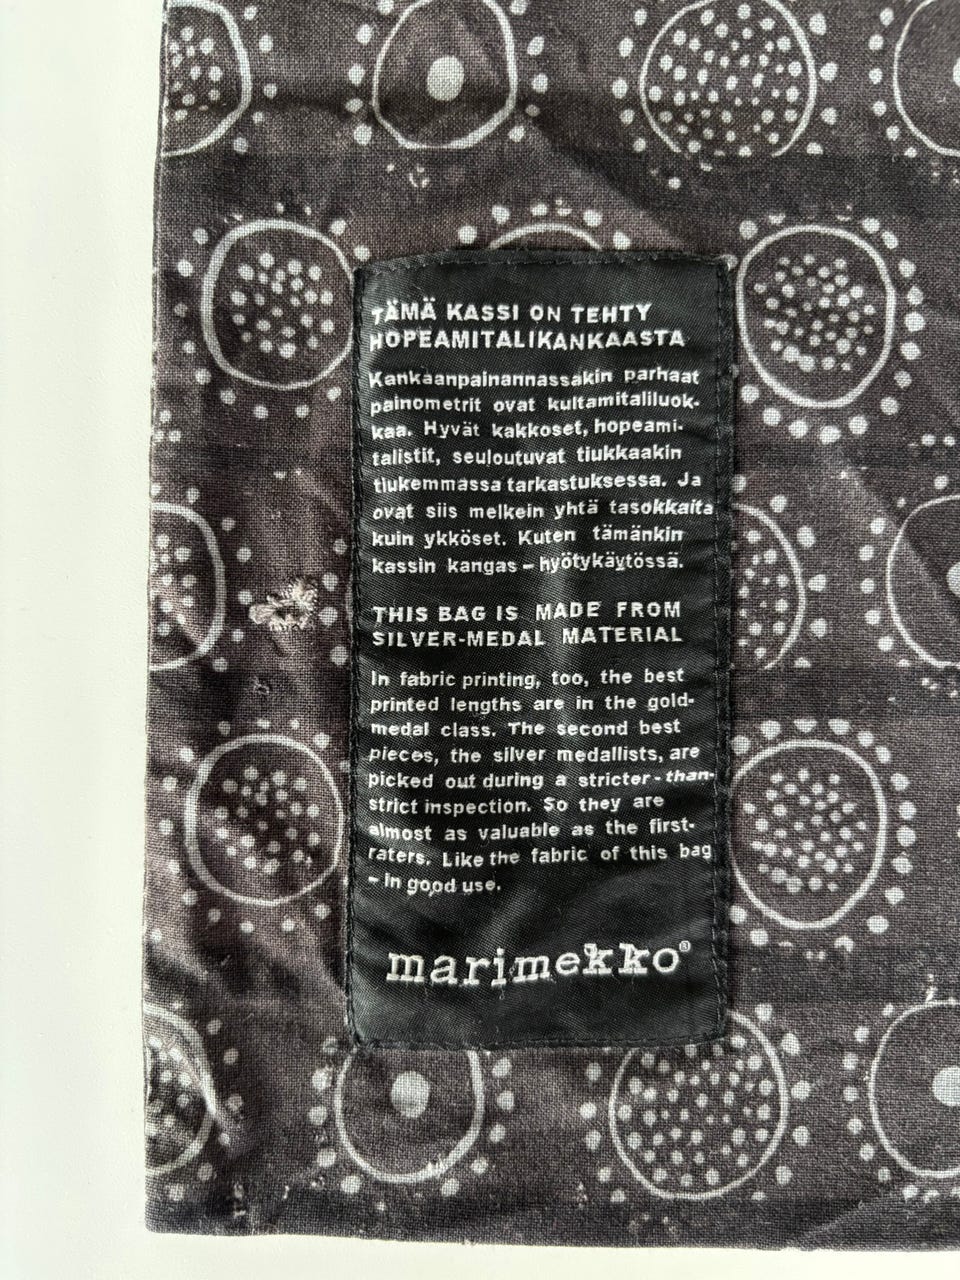 TÄMÄ KASSI ON TEHTY
HOPEAMITALIKANKAASTA
Kankaanpainannassakin parhaat
painometrit ovat kultamitaliluok-
kaa. Hyvät kakkoset, hopeami-
talistit, seuloutuvat tiukkaakin
tiukemmassa tarkastuksessa. Ja
ovat siis melkein yhtä tasokkaita
kuin ykköset. Kuten tämänkin
kassin kangas – hyötykäytössä.
THIS BAG IS MADE FROM
SILVER-MEDAL MATERIAL
In fabric printing, too, the best
printed lengths are in the gold-
medal class. The second best
pieces, the silver medallists, are
picked out during a stricter-than-
strict inspection. So they are
almost as valuable as the first-
raters. Like the fabric of this bag
– in good use.
marimekko®